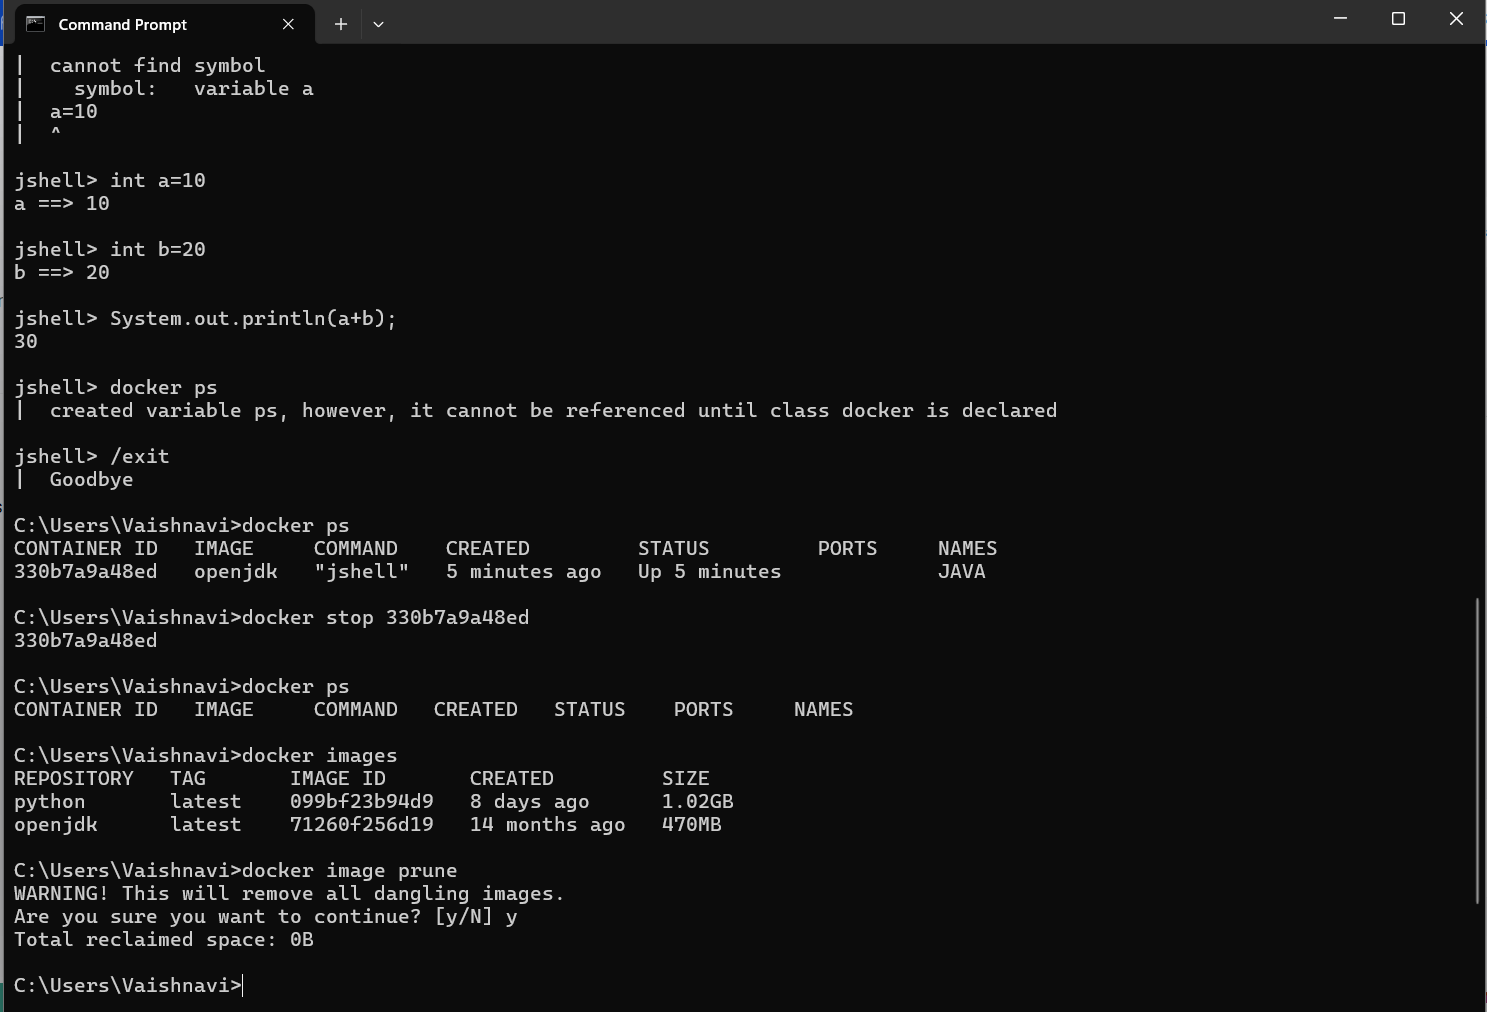 Command Prompt
|  cannot find symbol
|    symbol:   variable a
|  a=10
|  ^
jshell> int a=10
a ==> 10
jshell> int b=20
b ==> 20
jshell> System.out.println(a+b);
30
jshell> docker ps
|  created variable ps, however, it cannot be referenced until class docker is declared
jshell> /exit
|  Goodbye
C:\Users\Vaishnavi>docker ps
CONTAINER ID   IMAGE     COMMAND    CREATED         STATUS         PORTS     NAMES
330b7a9a48ed   openjdk   "jshell"   5 minutes ago   Up 5 minutes             JAVA
C:\Users\Vaishnavi>docker stop 330b7a9a48ed
330b7a9a48ed
C:\Users\Vaishnavi>docker ps
CONTAINER ID   IMAGE     COMMAND   CREATED   STATUS    PORTS     NAMES
C:\Users\Vaishnavi>docker images
REPOSITORY   TAG       IMAGE ID       CREATED         SIZE
python       latest    099bf23b94d9   8 days ago      1.02GB
openjdk      latest    71260f256d19   14 months ago   470MB
C:\Users\Vaishnavi>docker image prune
WARNING! This will remove all dangling images.
Are you sure you want to continue? [y/N] y
Total reclaimed space: 0B
C:\Users\Vaishnavi>